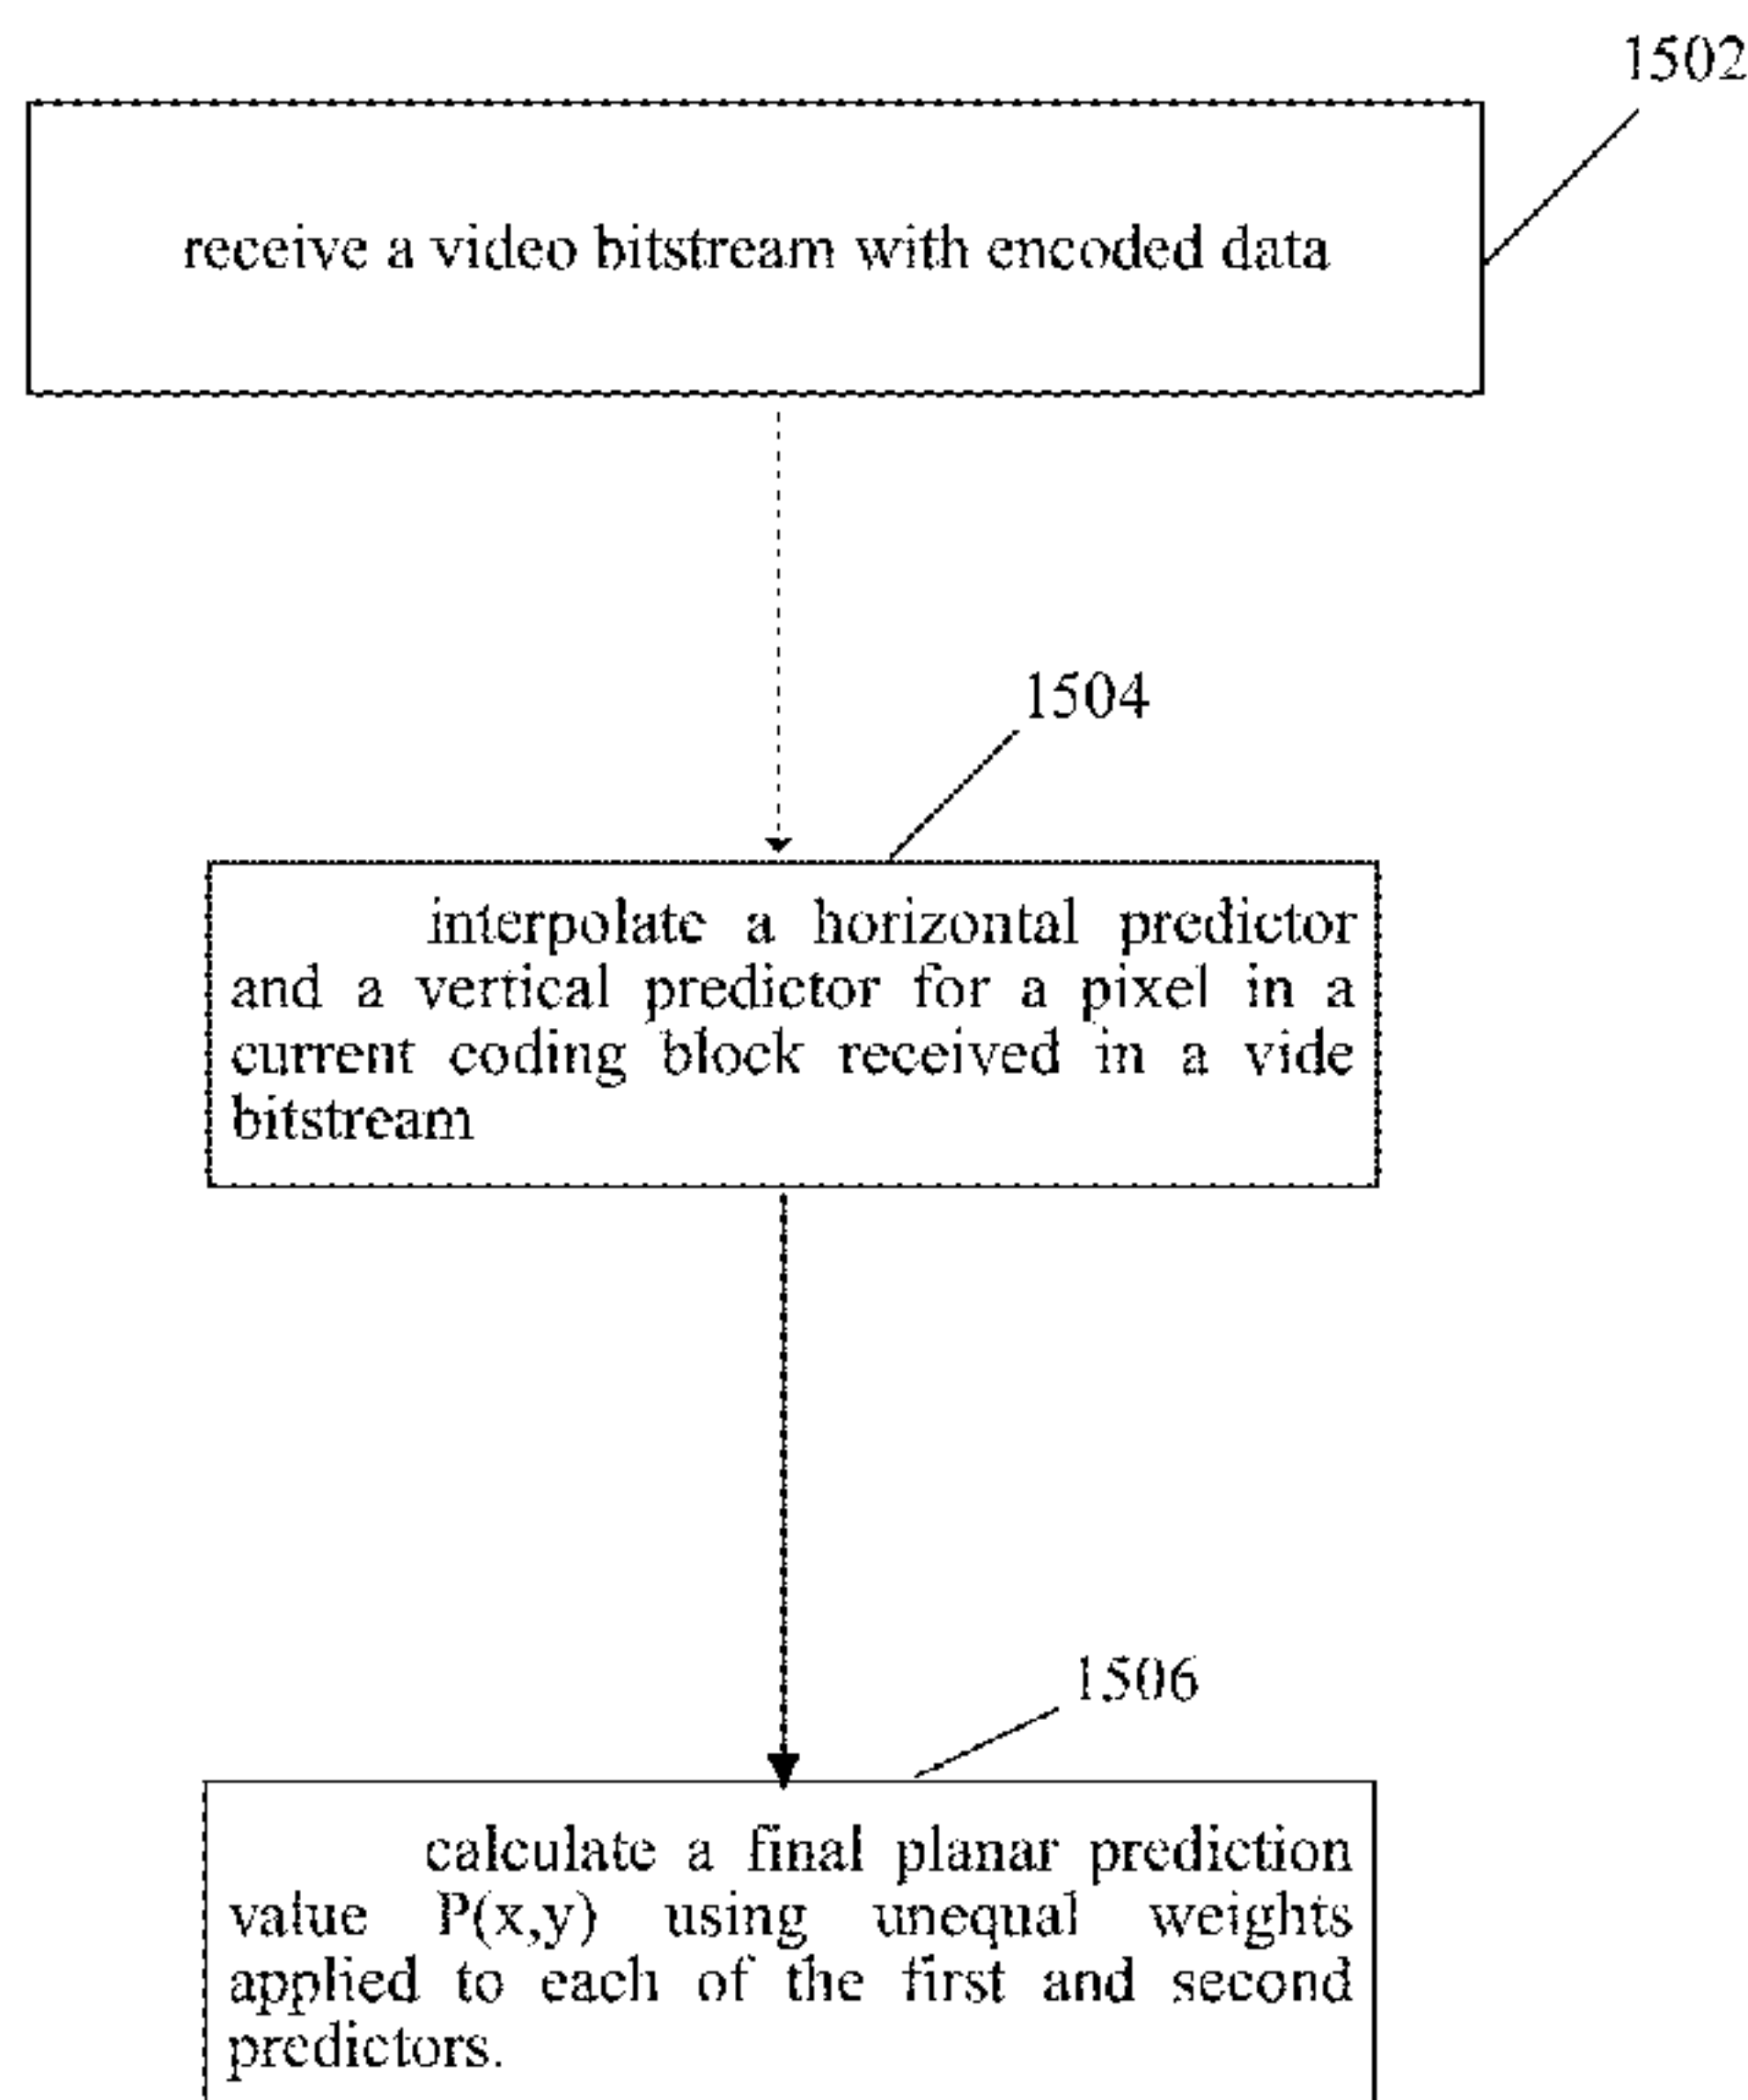 1502
receive a video bitstream with encoded data
1504
interpolate a horizontal predictor
and a vertical predictor for a pixel in a
current coding block received in a vide
bitstream
1506
calculate a final planar prediction
value P(x,y) using unequal weights
applied to each of the first and second
predictors.